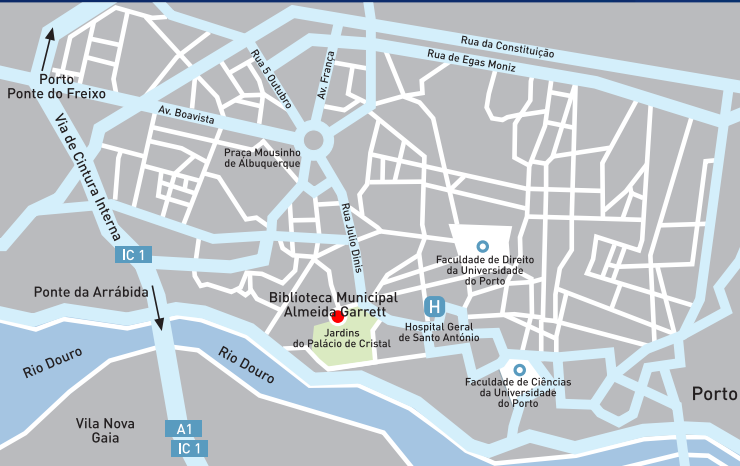 Rua da Constituição
Rua de Egas Moniz
Rua 5 Outubro
Av. França
Porto
Ponte do Freixo
Av. Boavista
Via de Cintura Interna
Praça Mousinho
de Albuquerque
Rua Julio Dinis
IC 1
Faculdade de Direito
da Universidade
do Porto
Ponte da Arrábida
Biblioteca Municipal
Almeida Garrett
H
Jardins
do Palácio de Cristal
Hospital Geral
de Santo António
Rio Douro
Rio Douro
Faculdade de Ciências
da Universidade
do Porto
Porto
Vila Nova
Gaia
A1
IC 1